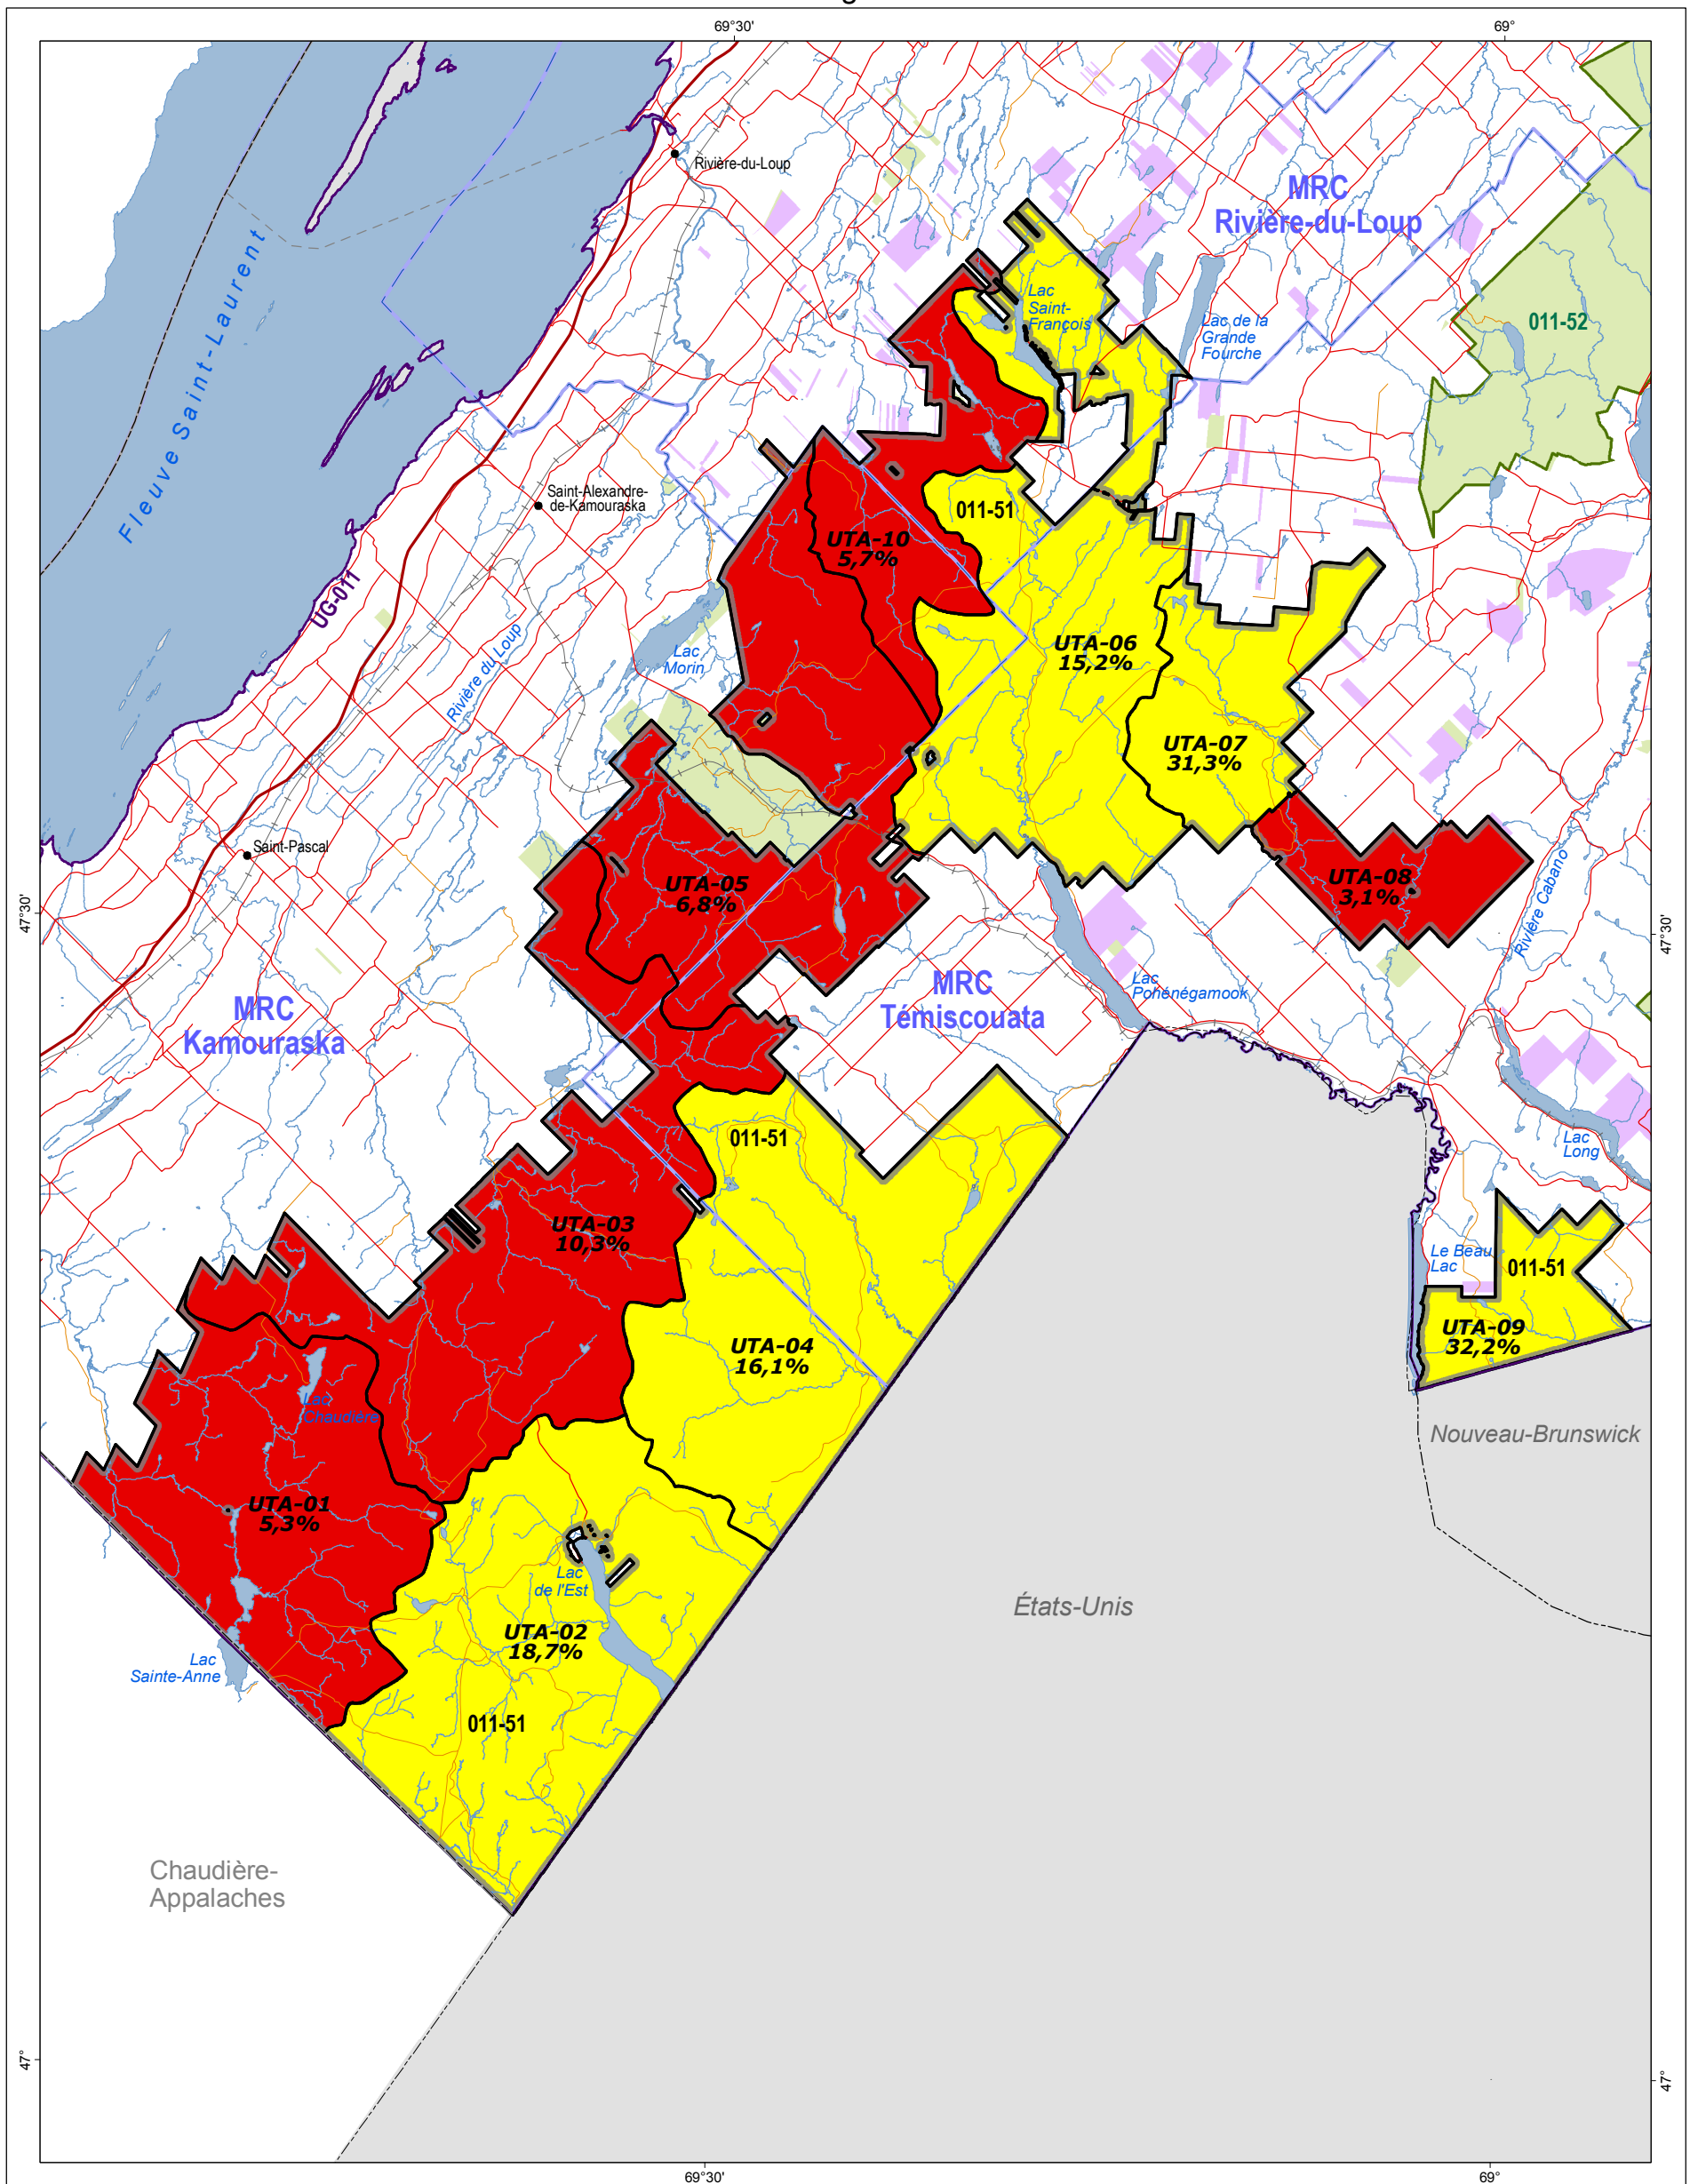 69°30'
69°
Rivière-du-Loup
MRC
Rivière-du-Loup
Fleuve Saint-Laurent
Lac
Saint-
François
Lac de la
Grande
Fourche
011-52
Saint-Alexandre-
de-Kamouraska
011-51
UTA-10
5,7%
UG-011
Rivière du Loup
Lac
Morin
UTA-06
15,2%
UTA-07
31,3%
Saint-Pascal
UTA-05
6,8%
UTA-08
3,1%
Rivière Cabano
47°30'
47°30'
MRC
Kamouraska
MRC
Témiscouata
Lac
Pohénégamook
011-51
Lac
Long
UTA-03
10,3%
Le Beau
Lac
011-51
UTA-04
16,1%
UTA-09
32,2%
Lac
Chaudière
Nouveau-Brunswick
UTA-01
5,3%
Lac
de l'Est
États-Unis
UTA-02
18,7%
Lac
Sainte-Anne
011-51
Chaudière-
Appalaches
47°
47°
69°30'
69°